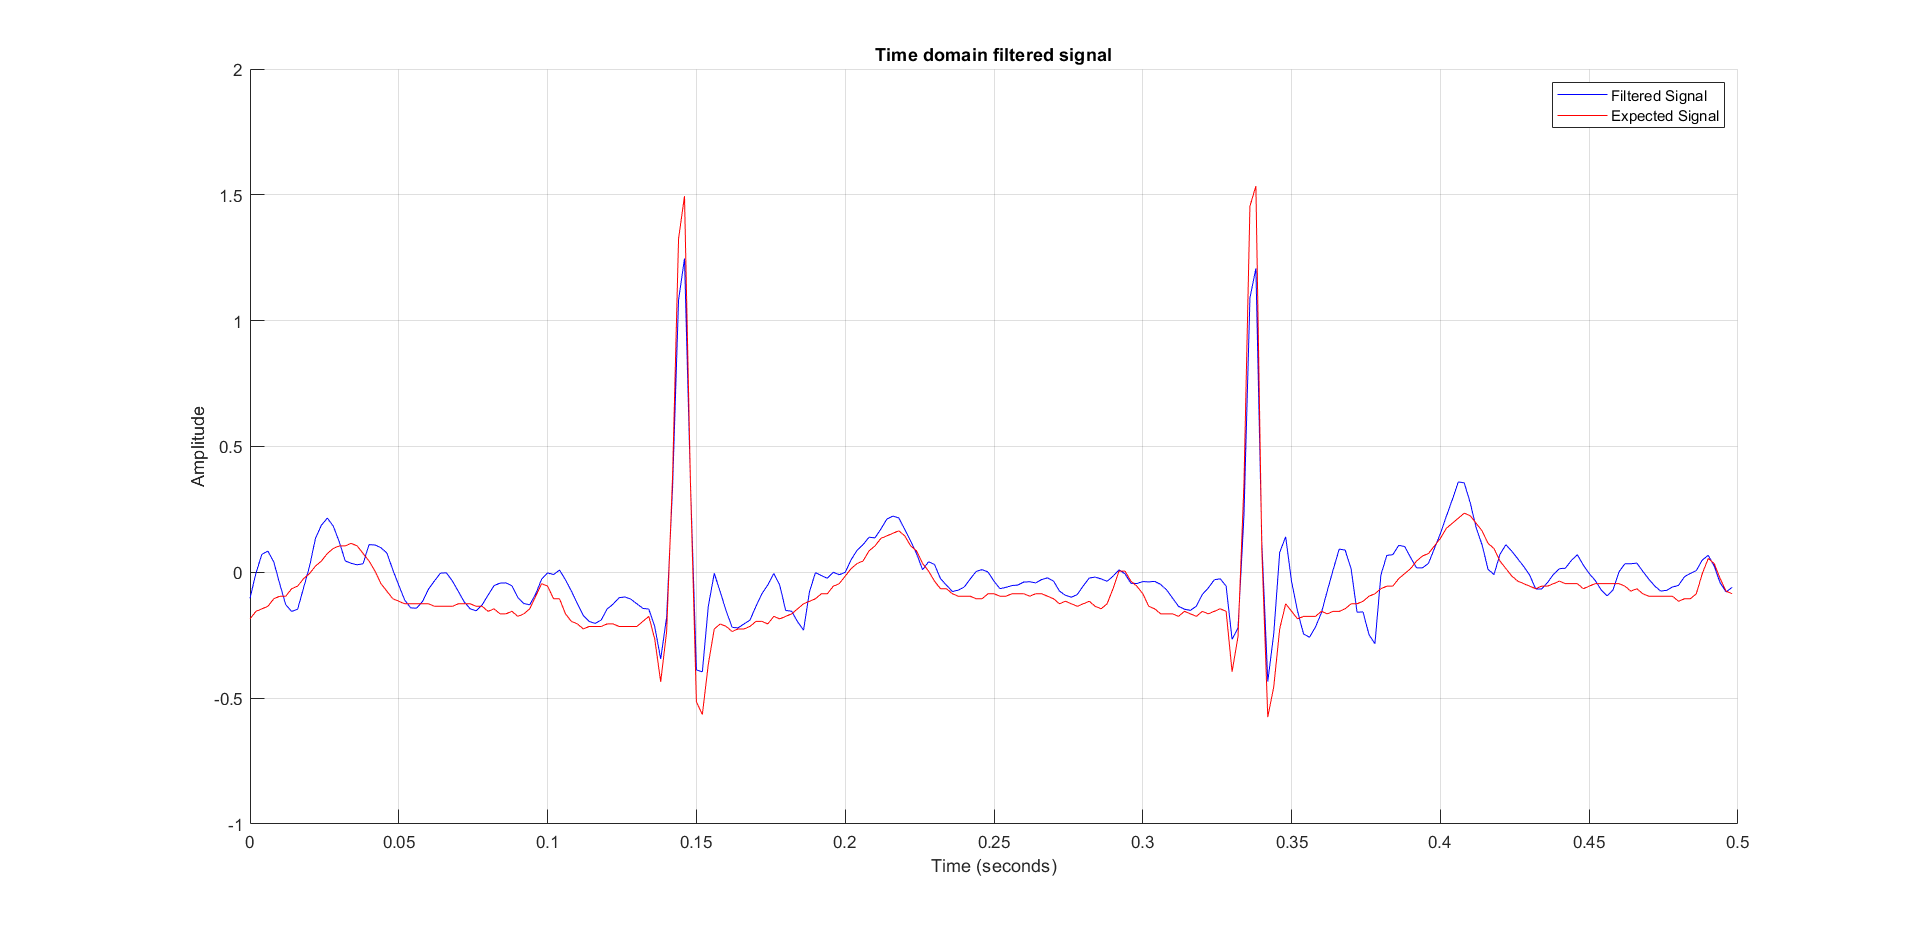 Time domain filtered signal
Filtered Signal
Expected Signal
2
1.5
1
0.5
0
-0.5
-1
Amplitude
0 0.05 0.1 0.15 0.2 0.25 0.3 0.35 0.4 0.45 0.5
Time (seconds)